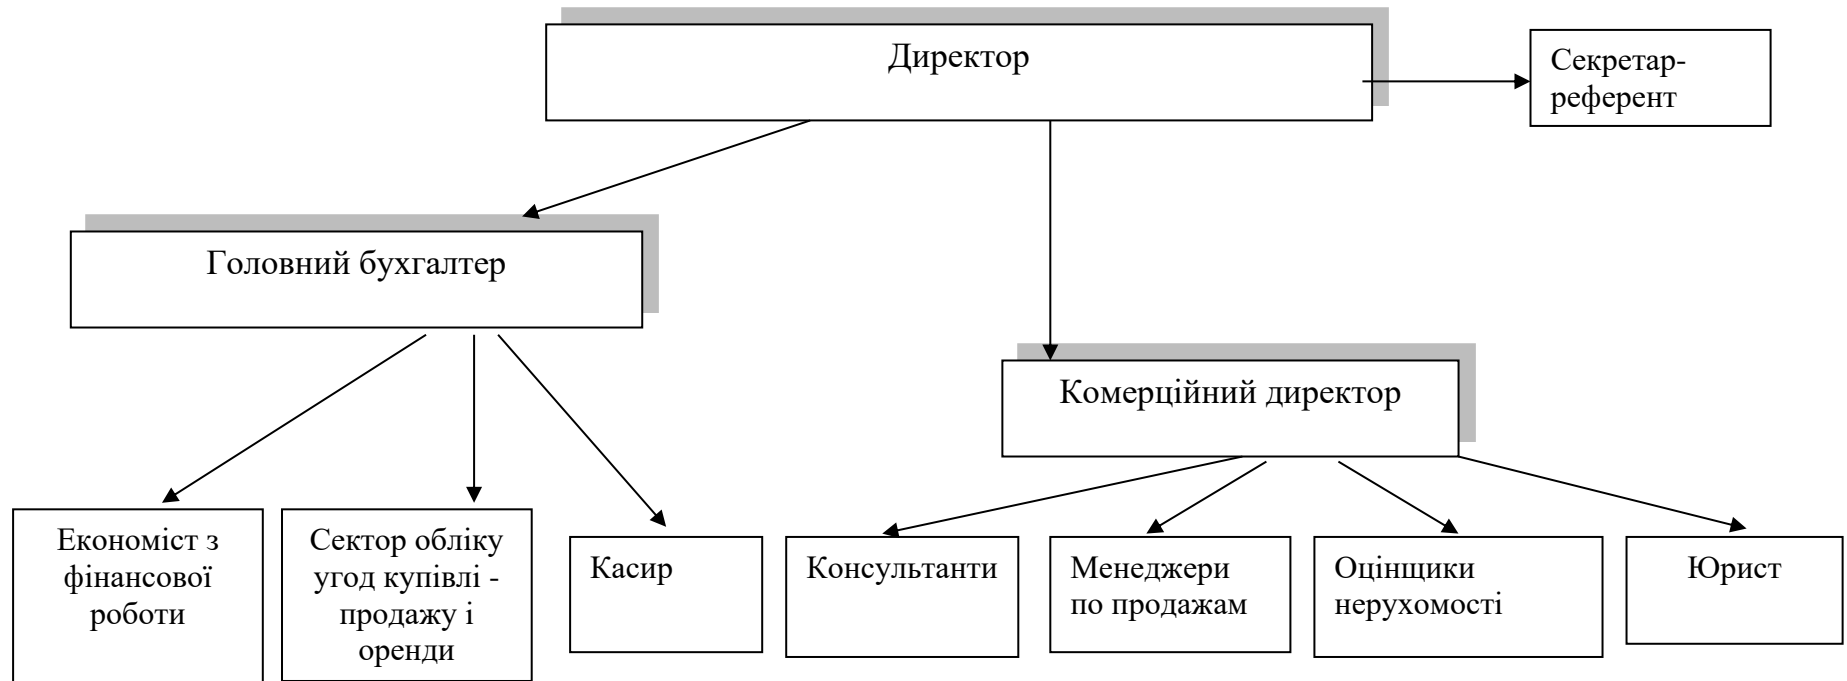 Директор
Секретар-
референт
Головний бухгалтер
Комерційний директор
Економіст з
фінансової
роботи
Сектор обліку
угод купівлі -
продажу і
оренди
Касир
Консультанти
Менеджери
по продажам
Оцінщики
нерухомості
Юрист